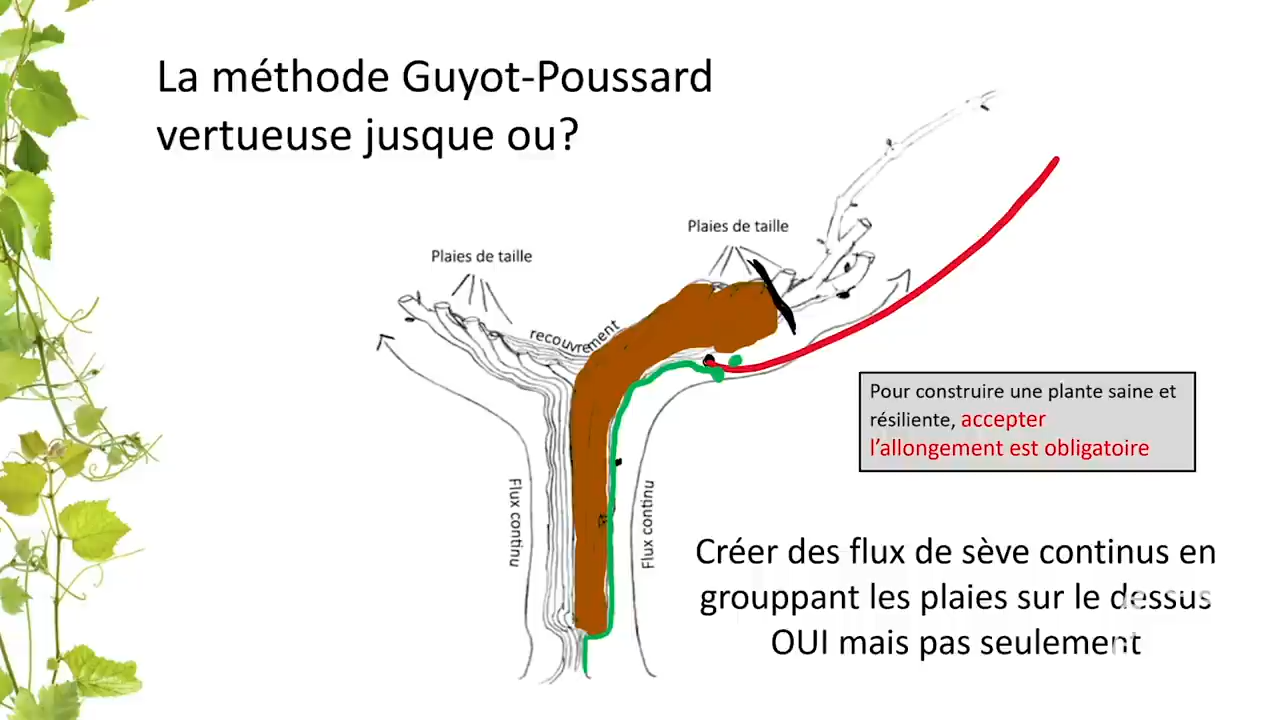 La méthode Guyot-Poussard
vertueuse jusque ou?
Plaies de taille
Plaies de taille
recouvrement
Flux continu
Flux continu
Pour construire une plante saine et
résiliente, accepter
l'allongement est obligatoire
Créer des flux de sève continus en
grouppant les plaies sur le dessus
OUI mais pas seulement